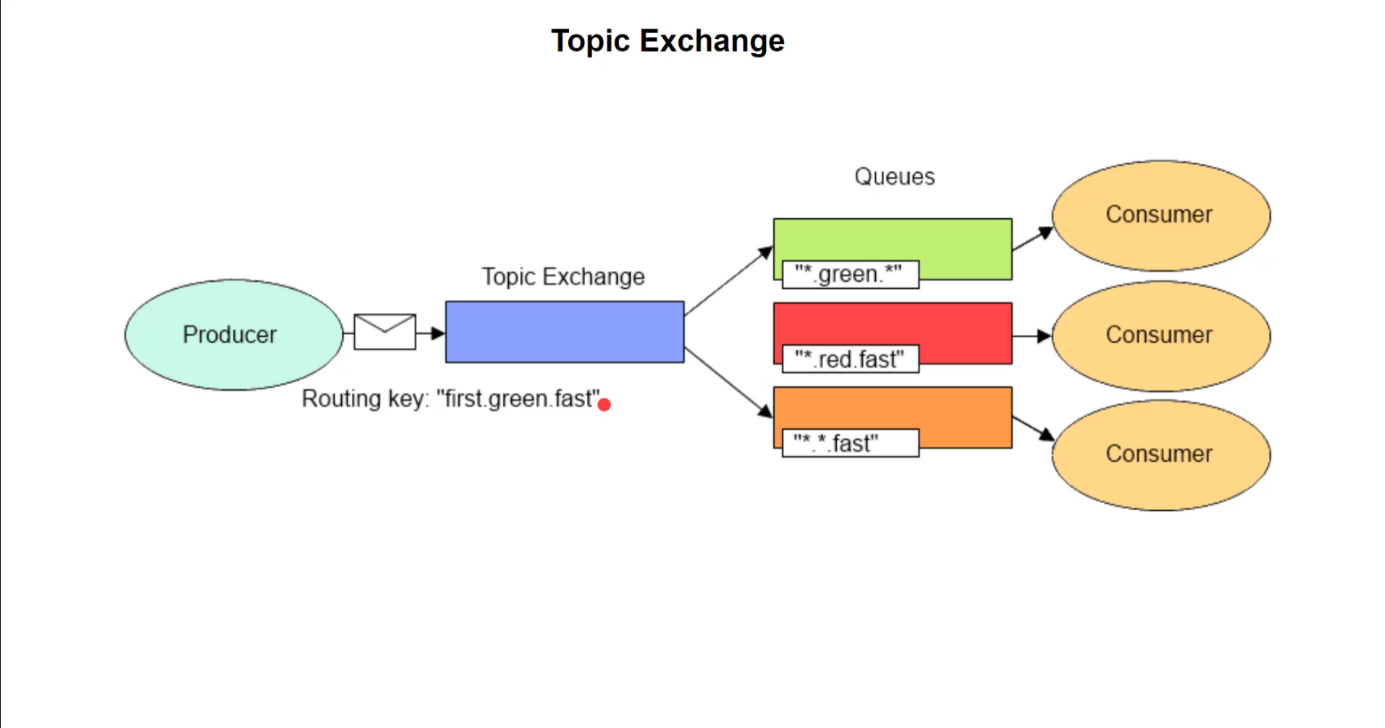 Topic Exchange
Queues
Consumer
"*.green.*"
Topic Exchange
Producer
"*.red.fast"
Consumer
Routing key: "first.green.fast"
"*.*.fast"
Consumer